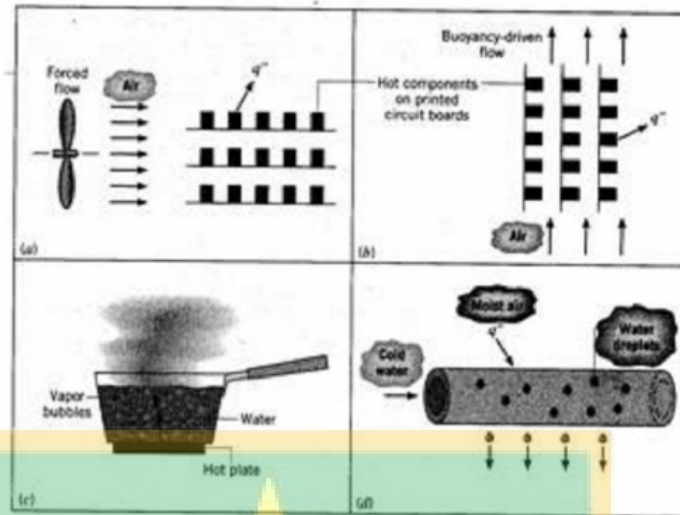 Forced
flow
Air
q"
(a)
Buoyancy-driven
flow
Hot components
on printed
circuit boards
q"
Air
(b)
Vapor
bubbles
Water
Hot plate
(c)
Moist air
q"
Cold
water
Water
droplets
(d)